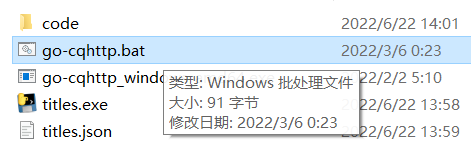 code 2022/6/22 14:01
go-cqhttp.bat 2022/3/6 0:23
go-cqhttp_windo 2022/2/2 5:10
类型: Windows 批处理文件
titles.exe 大小: 91 字节 2022/6/22 13:58
修改日期: 2022/3/6 0:23
titles.json 2022/6/22 13:59